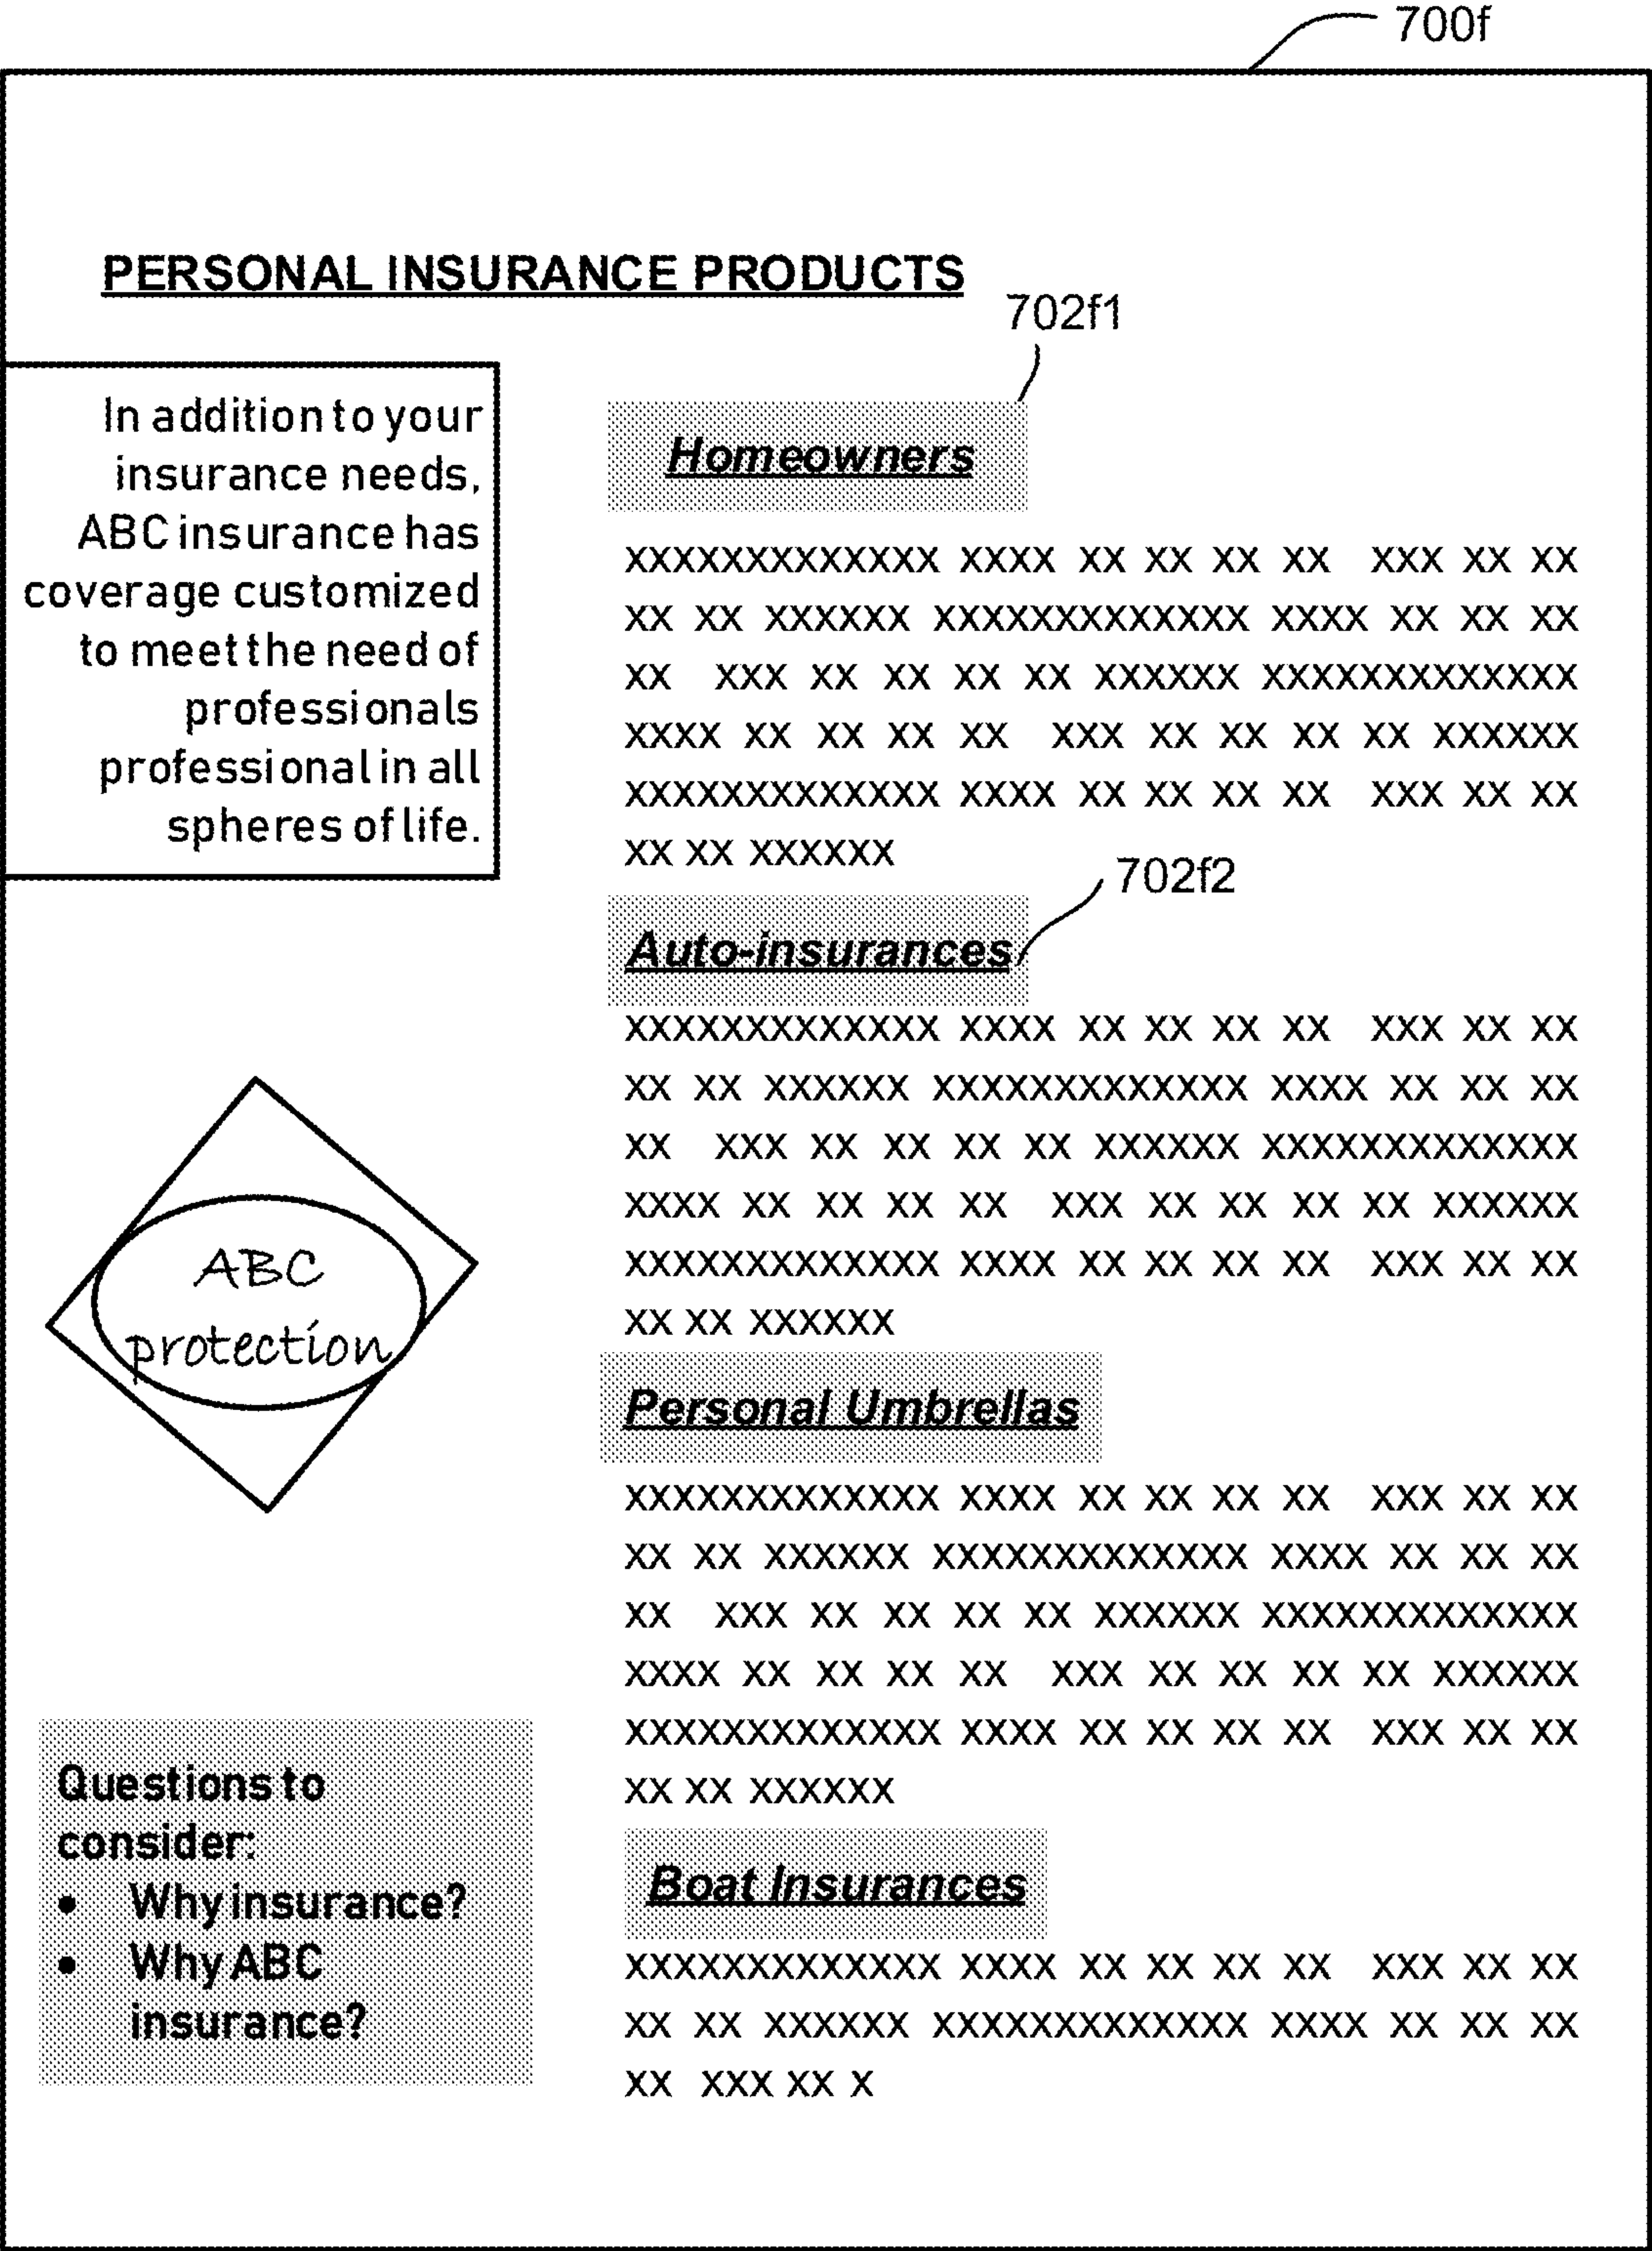 700f
PERSONAL INSURANCE PRODUCTS
702f1
In addition to your
insurance needs,
ABC insurance has
coverage customized
to meet the need of
professionals
professional in all
spheres of life.
Homeowners
xxxxxxxxxxxxx xxxx xx xx xx xx xxx xx xx
xx xx xxxxxx xxxxxxxxxxxxx xxxx xx xx xx
xx xxx xx xx xx xx xxxxxx xxxxxxxxxxxxx
xxxx xx xx xx xx xxx xx xx xx xx xxxxxx
xxxxxxxxxxxxx xxxx xx xx xx xx xxx xx xx
xx xx xxxxxx
702f2
Auto-insurances
xxxxxxxxxxxxx xxxx xx xx xx xx xxx xx xx
xx xx xxxxxx xxxxxxxxxxxxx xxxx xx xx xx
xx xxx xx xx xx xx xxxxxx xxxxxxxxxxxxx
xxxx xx xx xx xx xxx xx xx xx xx xxxxxx
xxxxxxxxxxxxx xxxx xx xx xx xx xxx xx xx
xx xx xxxxxx
ABC
protection
Personal Umbrellas
xxxxxxxxxxxxx xxxx xx xx xx xx xxx xx xx
xx xx xxxxxx xxxxxxxxxxxxx xxxx xx xx xx
xx xxx xx xx xx xx xxxxxx xxxxxxxxxxxxx
xxxx xx xx xx xx xxx xx xx xx xx xxxxxx
xxxxxxxxxxxxx xxxx xx xx xx xx xxx xx xx
xx xx xxxxxx
Questions to
consider:
• Why insurance?
• Why ABC
insurance?
Boat Insurances
xxxxxxxxxxxxx xxxx xx xx xx xx xxx xx xx
xx xx xxxxxx xxxxxxxxxxxxx xxxx xx xx xx
xx xxx xx x